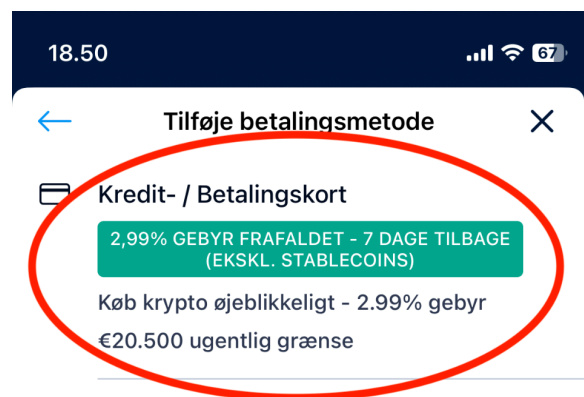 18.50 67
Tilføje betalingsmetode
Kredit- / Betalingskort
2,99% GEBYR FRAFALDET - 7 DAGE TILBAGE
(EKSKL. STABLECOINS)
Køb krypto øjeblikkeligt - 2.99% gebyr
€20.500 ugentlig grænse